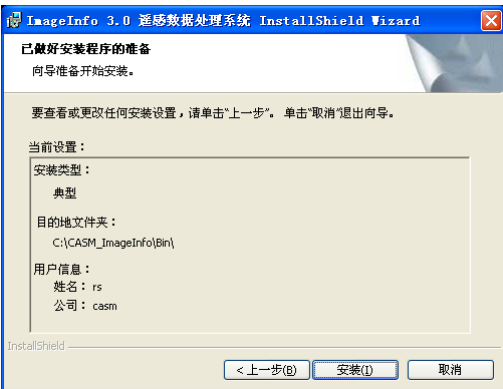 ImageInfo 3.0 遥感数据处理系统 InstallShield Wizard
已做好安装程序的准备
向导准备开始安装。
要查看或更改任何安装设置，请单击“上一步”。 单击“取消”退出向导。
当前设置：
安装类型：
典型
目的地文件夹：
C:\CASM_ImageInfo\Bin\
用户信息：
姓名：rs
公司：casm
InstallShield
<上一步(B)
安装(I)
取消